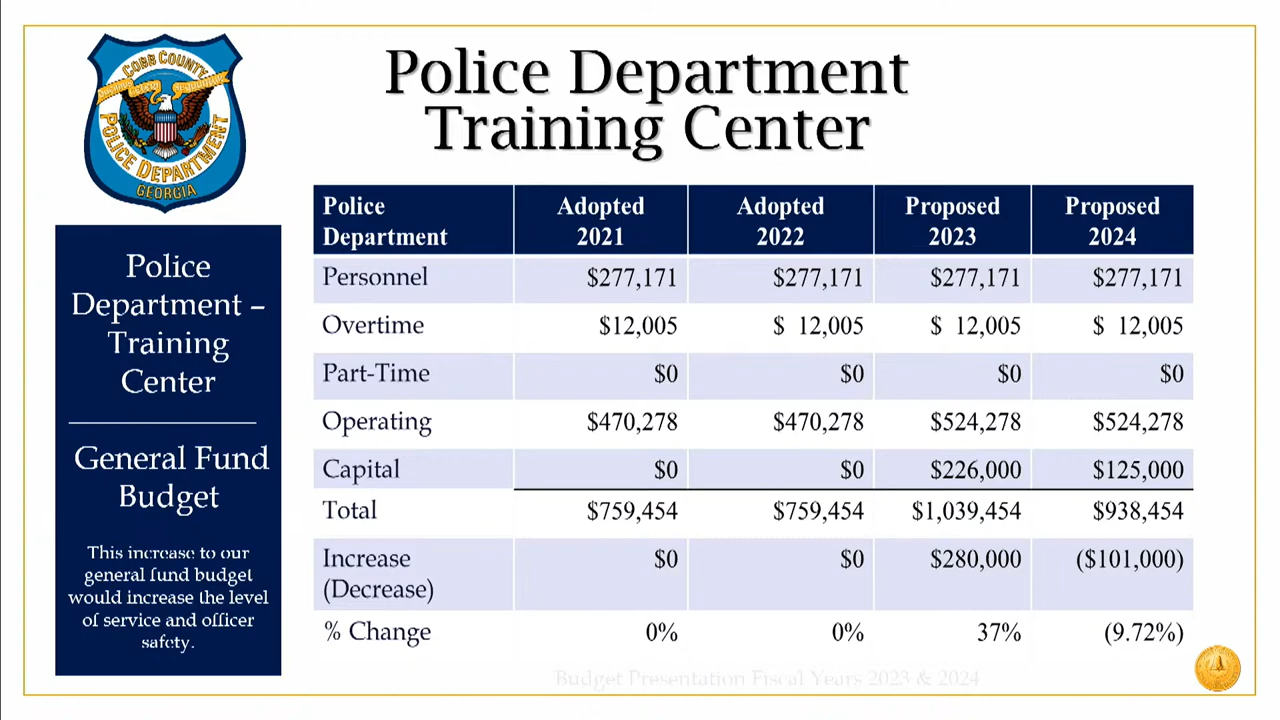 COBB COUNTY
POLICE DEPARTMENT
GEORGIA
Police Department
Training Center
Police
Department –
Training
Center
General Fund
Budget
This increase to our
general fund budget
would increase the level
of service and officer
safety.
Police Department Adopted 2021 Adopted 2022 Proposed 2023 Proposed 2024
Personnel $277,171 $277,171 $277,171 $277,171
Overtime $12,005 $ 12,005 $ 12,005 $ 12,005
Part-Time $0 $0 $0 $0
Operating $470,278 $470,278 $524,278 $524,278
Capital $0 $0 $226,000 $125,000
Total $759,454 $759,454 $1,039,454 $938,454
Increase (Decrease) $0 $0 $280,000 ($101,000)
% Change 0% 0% 37% (9.72%)
Budget Presentation Fiscal Years 2023 & 2024